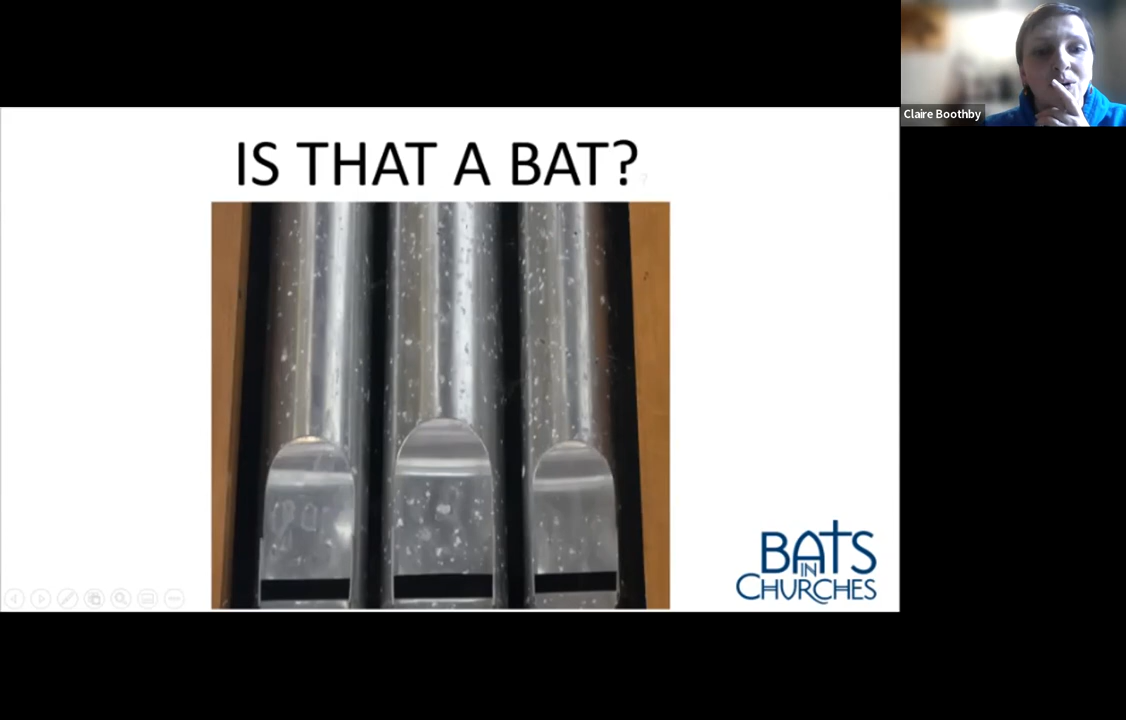 Claire Boothby
IS THAT A BAT?
BATS
IN
CHURCHES